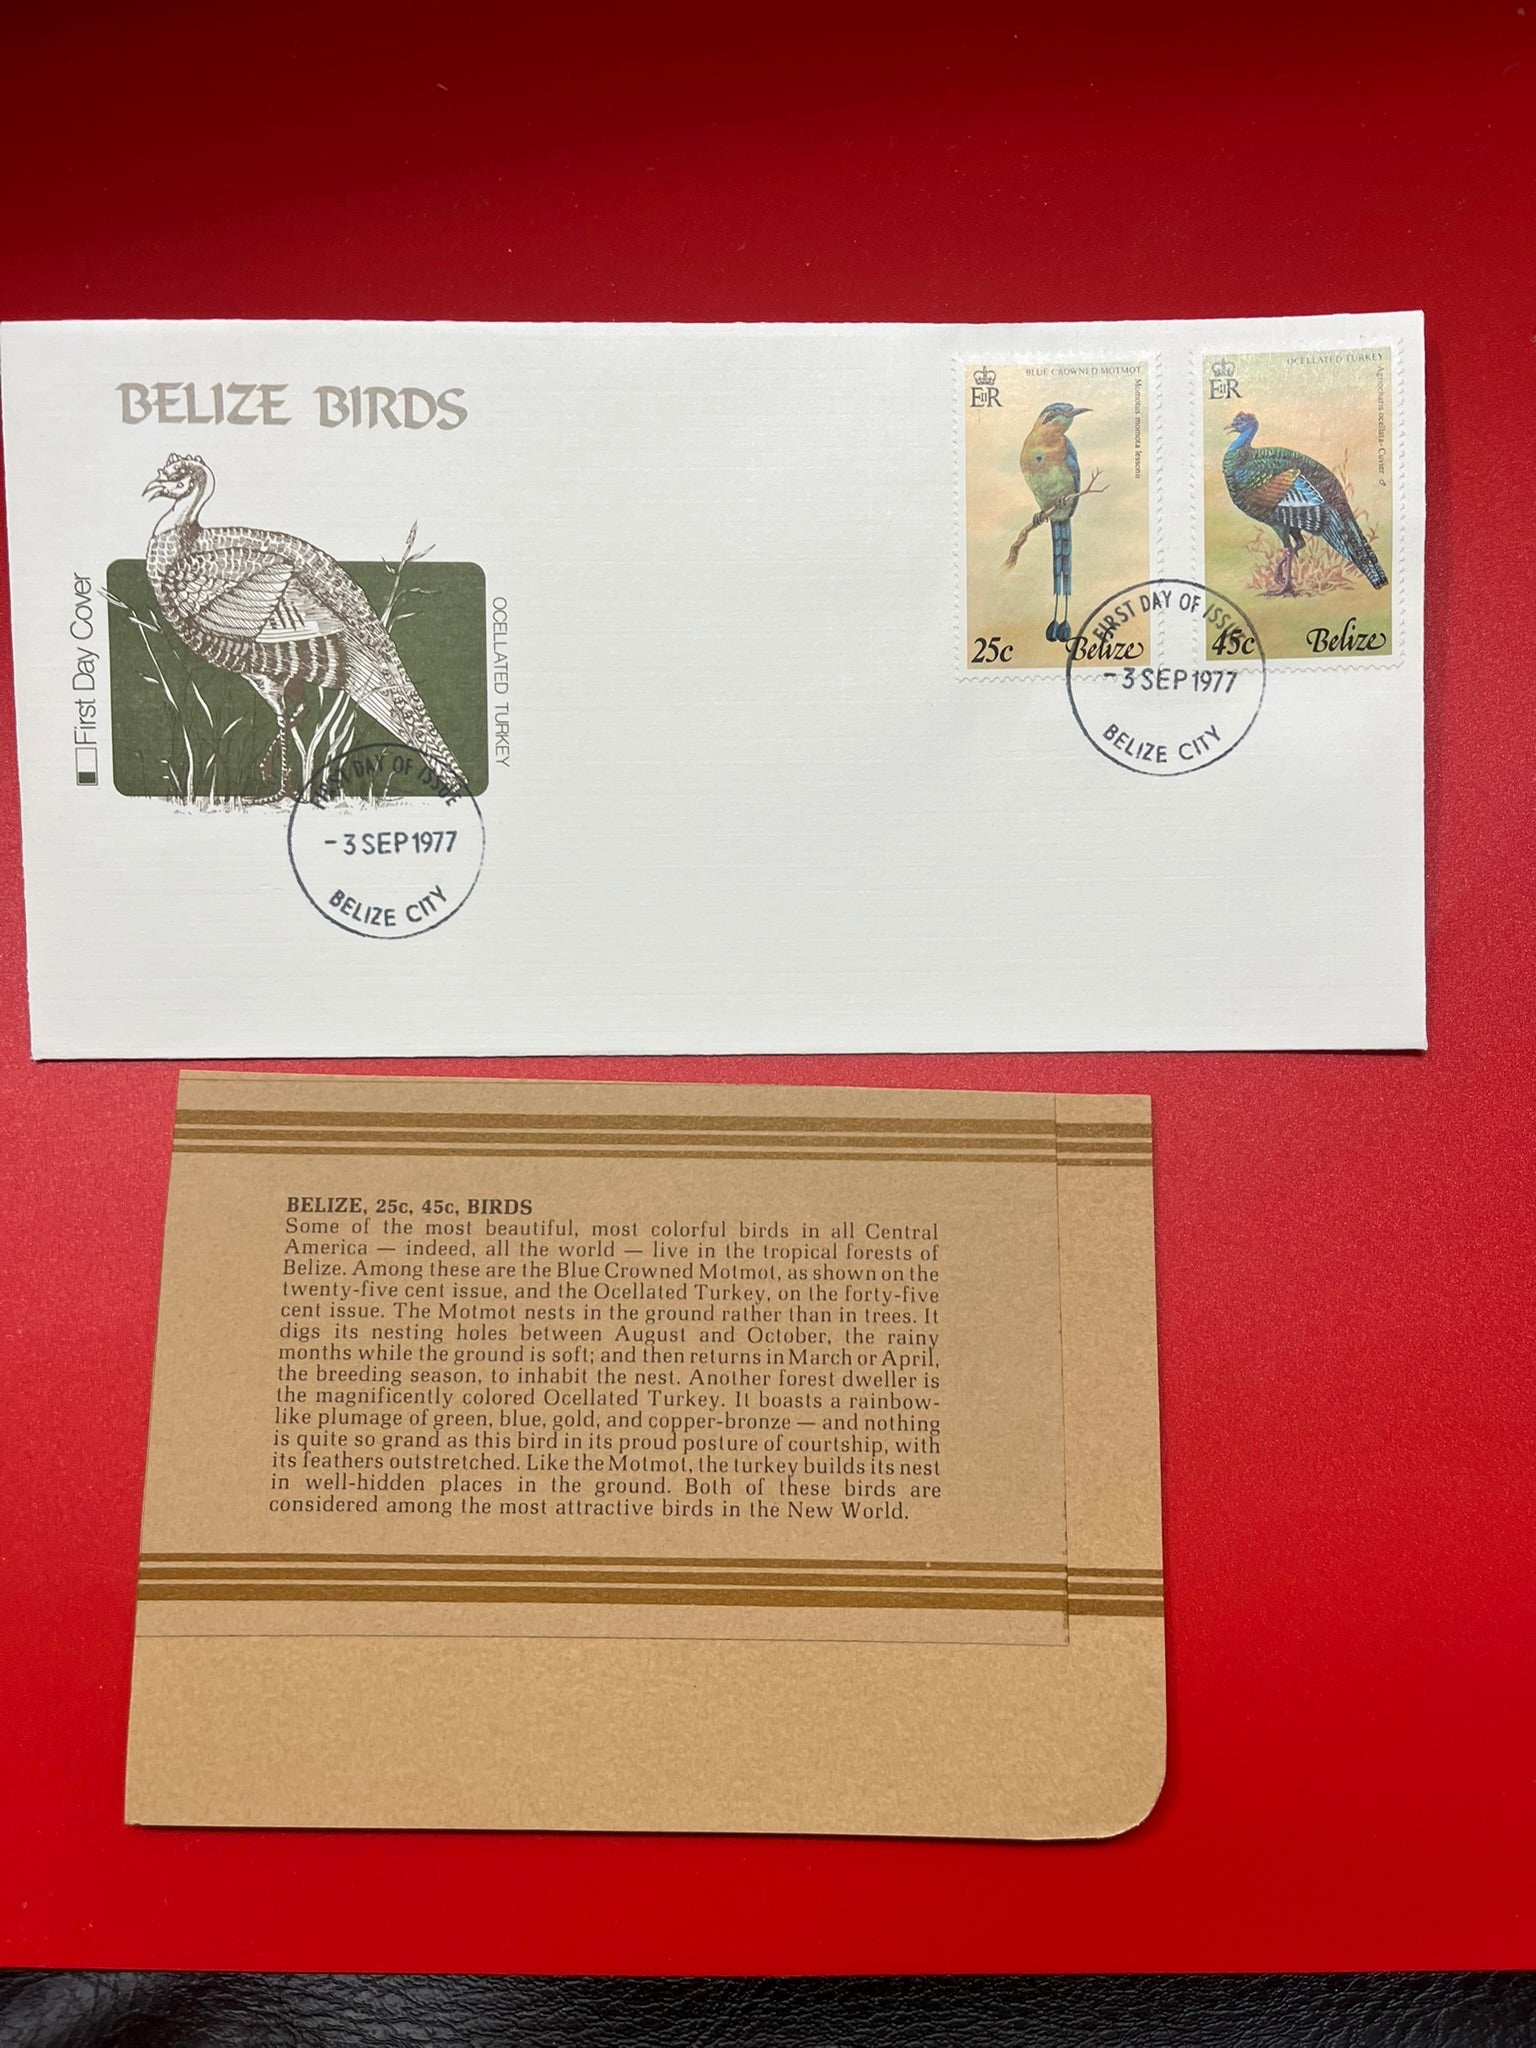 BELIZE BIRDS
First Day Cover
OCELLATED TURKEY
FIRST DAY OF ISSUE
- 3 SEP 1977
BELIZE CITY
EIIR
BLUE CROWNED MOTMOT
Momotus momota lessonii
25c
Belize
EIIR
OCELLATED TURKEY
Agriocharis ocellata - Cuvier ♂
45c
Belize
FIRST DAY OF ISSUE
- 3 SEP 1977
BELIZE CITY
BELIZE, 25c, 45c, BIRDS
Some of the most beautiful, most colorful birds in all Central
America — indeed, all the world — live in the tropical forests of
Belize. Among these are the Blue Crowned Motmot, as shown on the
twenty-five cent issue, and the Ocellated Turkey, on the forty-five
cent issue. The Motmot nests in the ground rather than in trees. It
digs its nesting holes between August and October, the rainy
months while the ground is soft; and then returns in March or April,
the breeding season, to inhabit the nest. Another forest dweller is
the magnificently colored Ocellated Turkey. It boasts a rainbow-
like plumage of green, blue, gold, and copper-bronze — and nothing
is quite so grand as this bird in its proud posture of courtship, with
its feathers outstretched. Like the Motmot, the turkey builds its nest
in well-hidden places in the ground. Both of these birds are
considered among the most attractive birds in the New World.